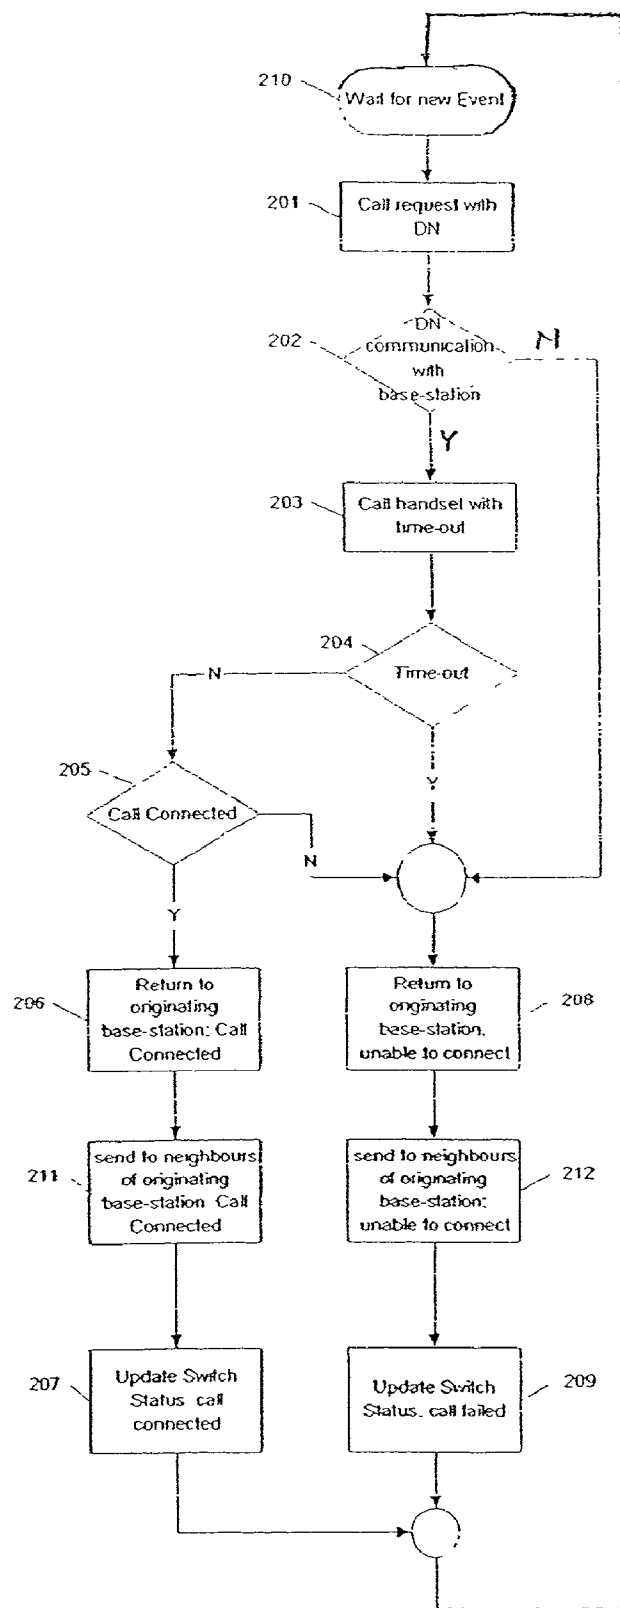 210
Wait for new Event
201
Call request with
DN
202
DN
communication
with
base-station
N
Y
203
Call handset with
time-out
204
Time-out
N
205
Call Connected
Y
N
Y
206
Return to
originating
base-station: Call
Connected
Return to
originating
base-station.
unable to connect
208
211
send to neighbours
of originating
base-station Call
Connected
send to neighbours
of originating
base-station:
unable to connect
212
207
Update Switch
Status call
connected
Update Switch
Status. call failed
209